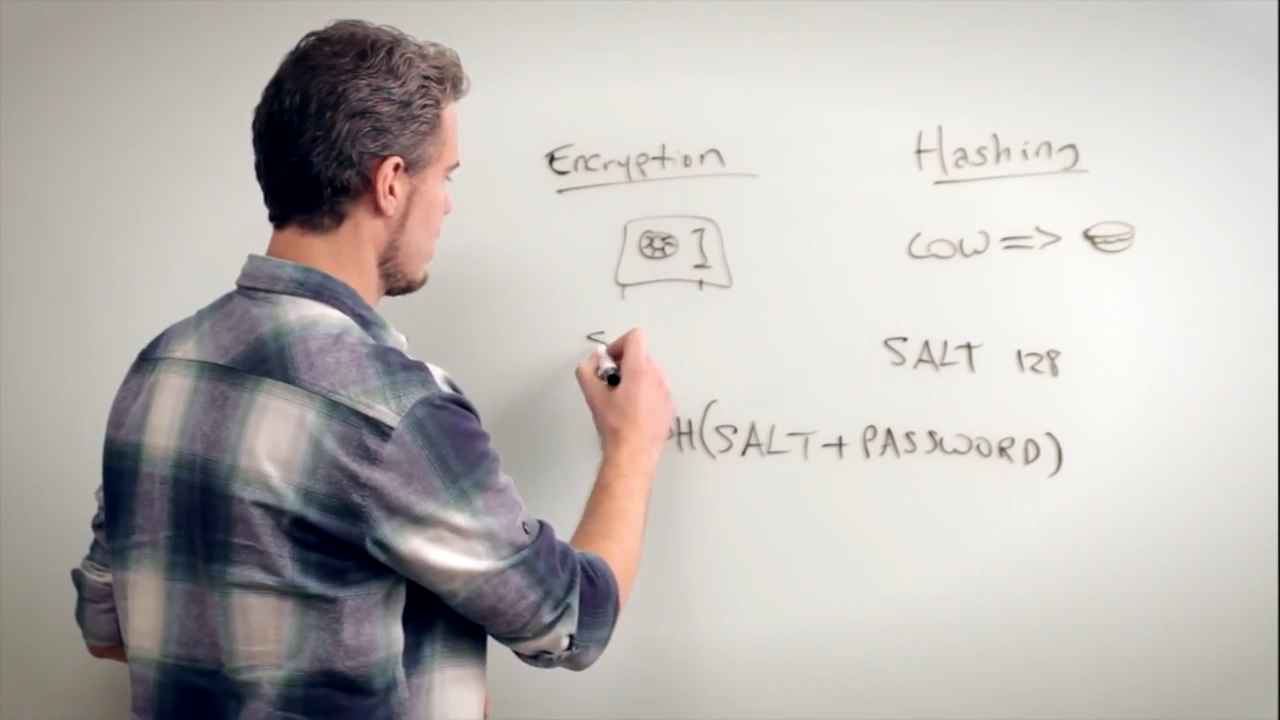 Encryption
Hashing
COW =>
S
SALT 128
H(SALT + PASSWORD)